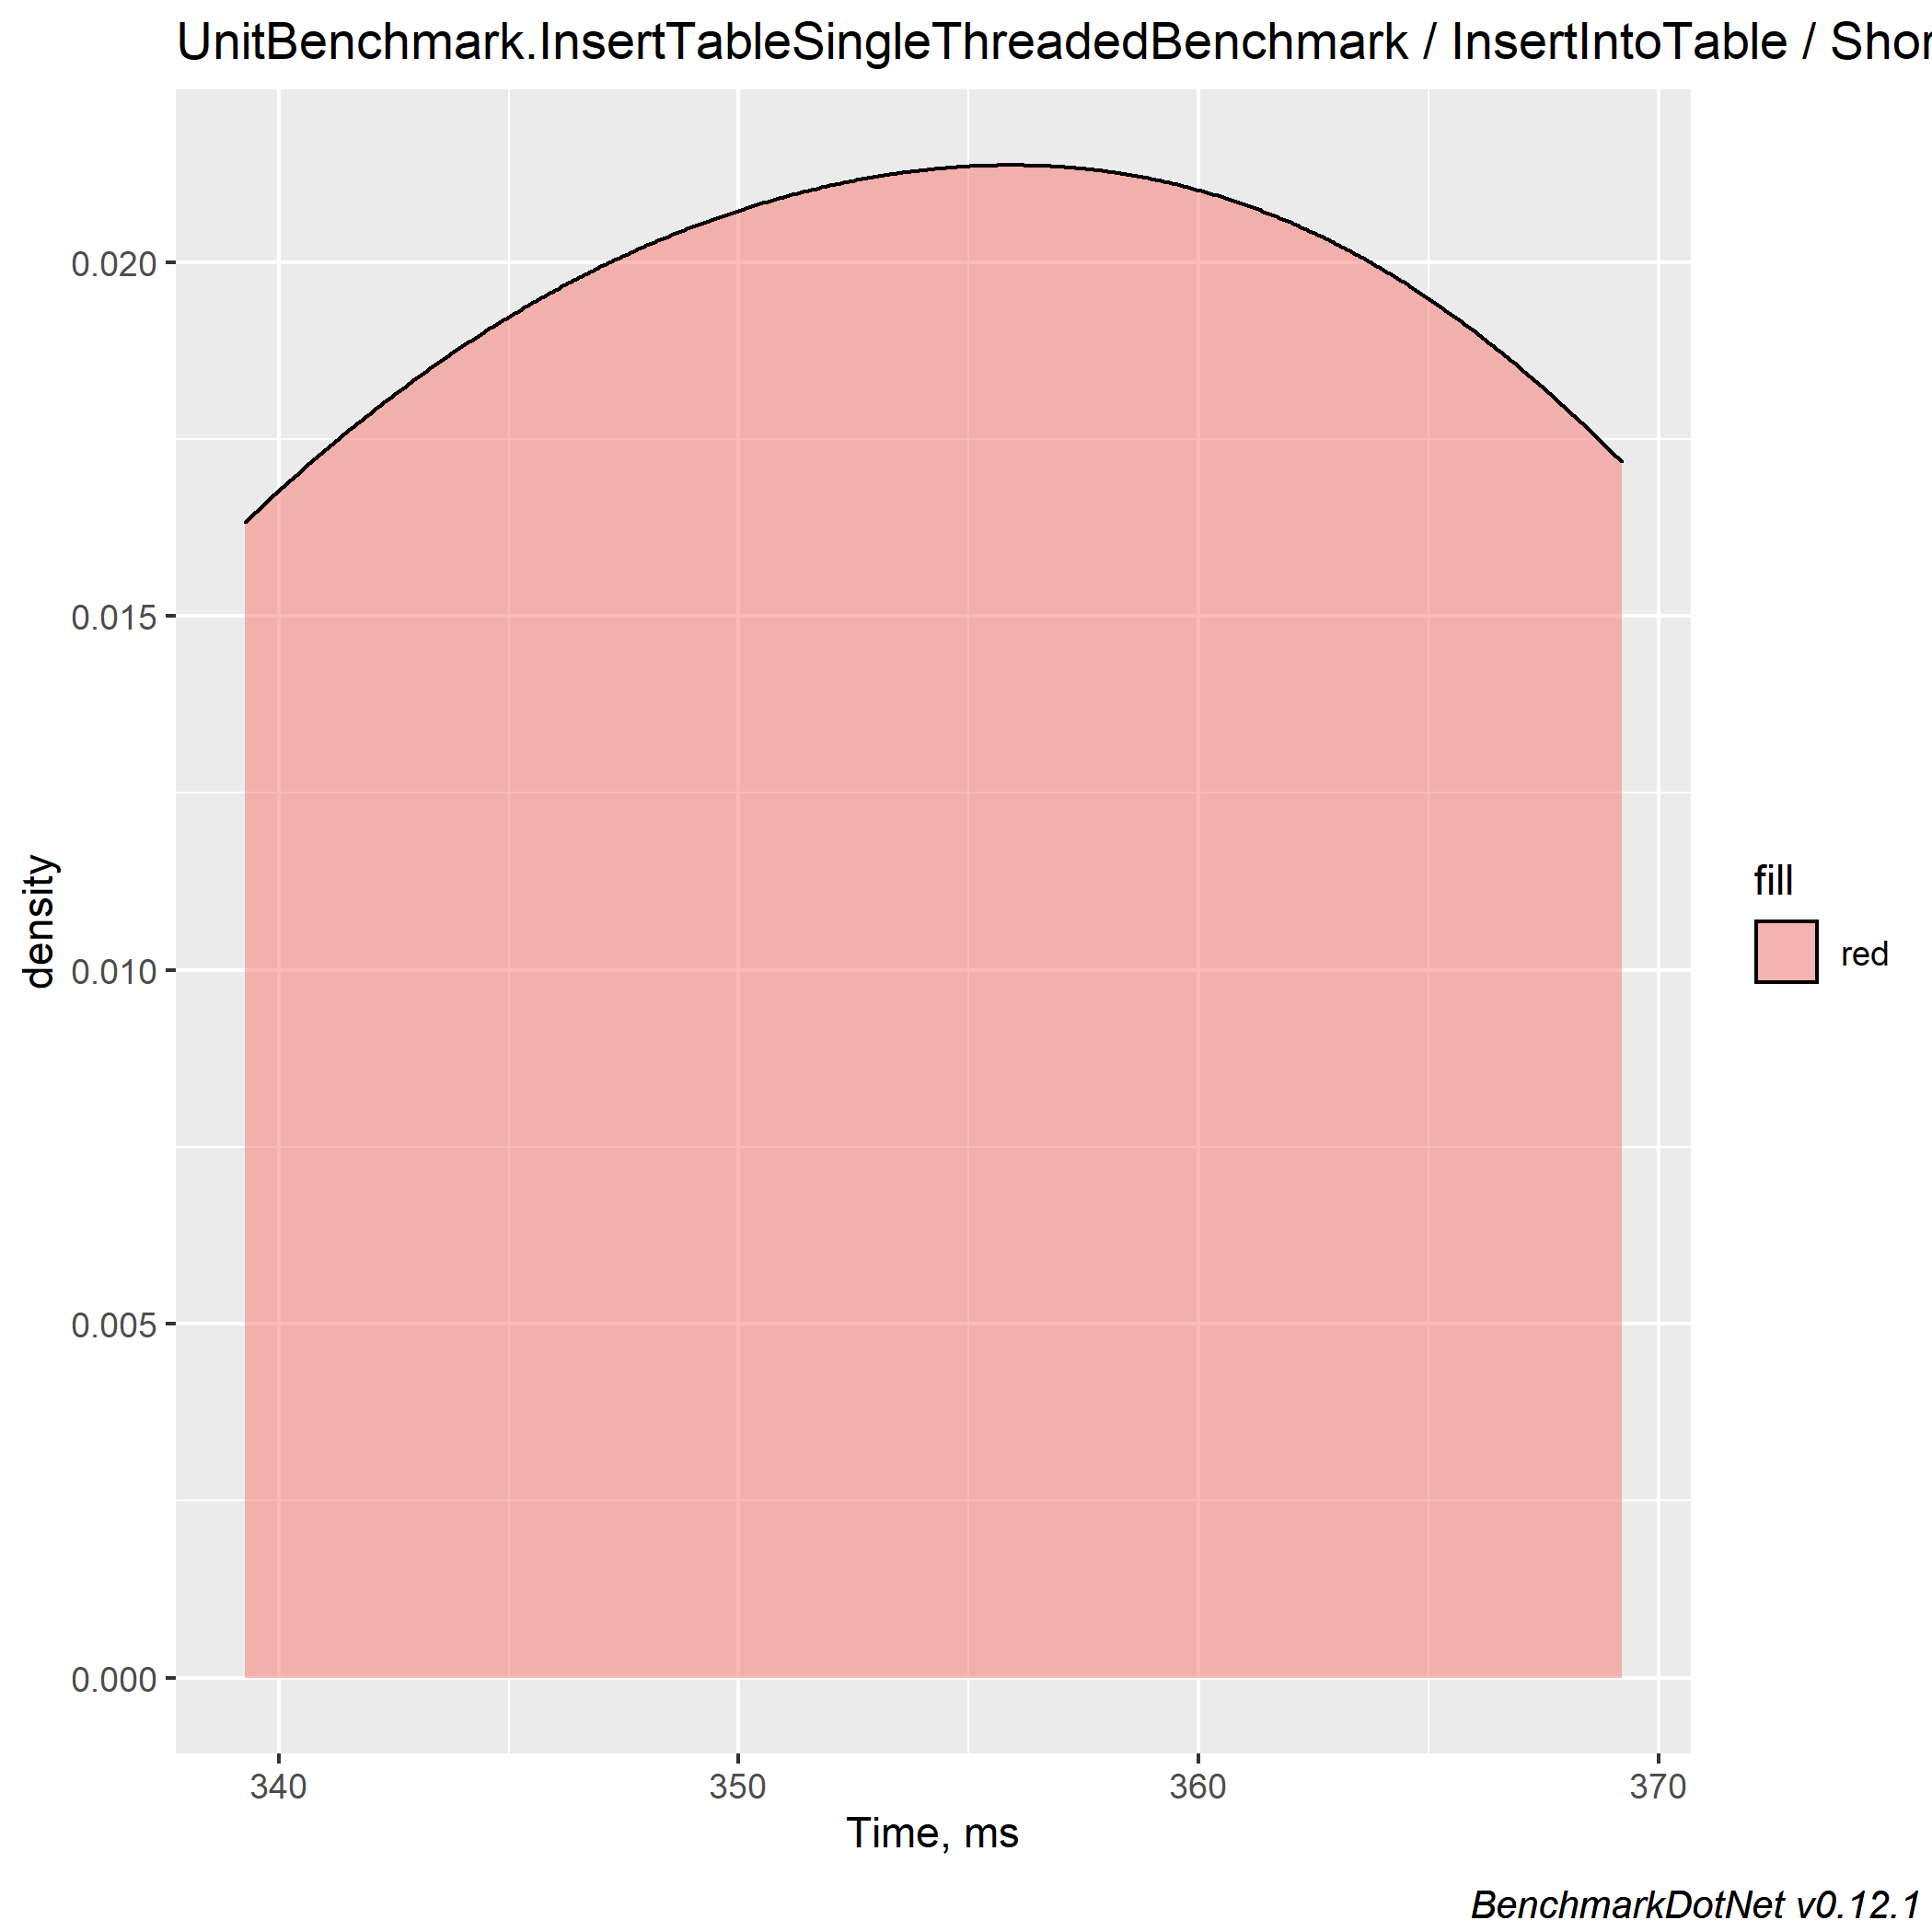 UnitBenchmark.InsertTableSingleThreadedBenchmark / InsertIntoTable / Shor
0.020
0.015
0.010
0.005
0.000
density
340 350 360 370
Time, ms
fill
red
BenchmarkDotNet v0.12.1